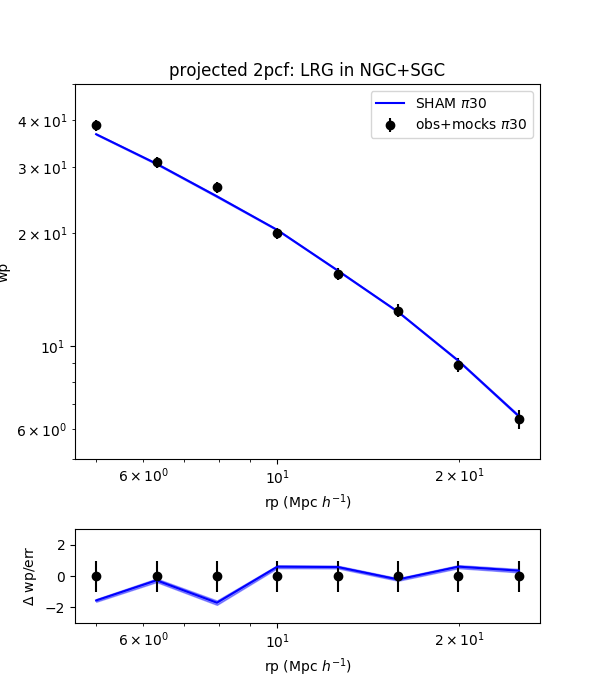 projected 2pcf: LRG in NGC+SGC
SHAM π30
obs+mocks π30
4 × 10¹
3 × 10¹
2 × 10¹
10¹
6 × 10⁰
wp
6 × 10⁰
10¹
2 × 10¹
rp (Mpc h⁻¹)
2
0
−2
Δ wp/err
6 × 10⁰
10¹
2 × 10¹
rp (Mpc h⁻¹)